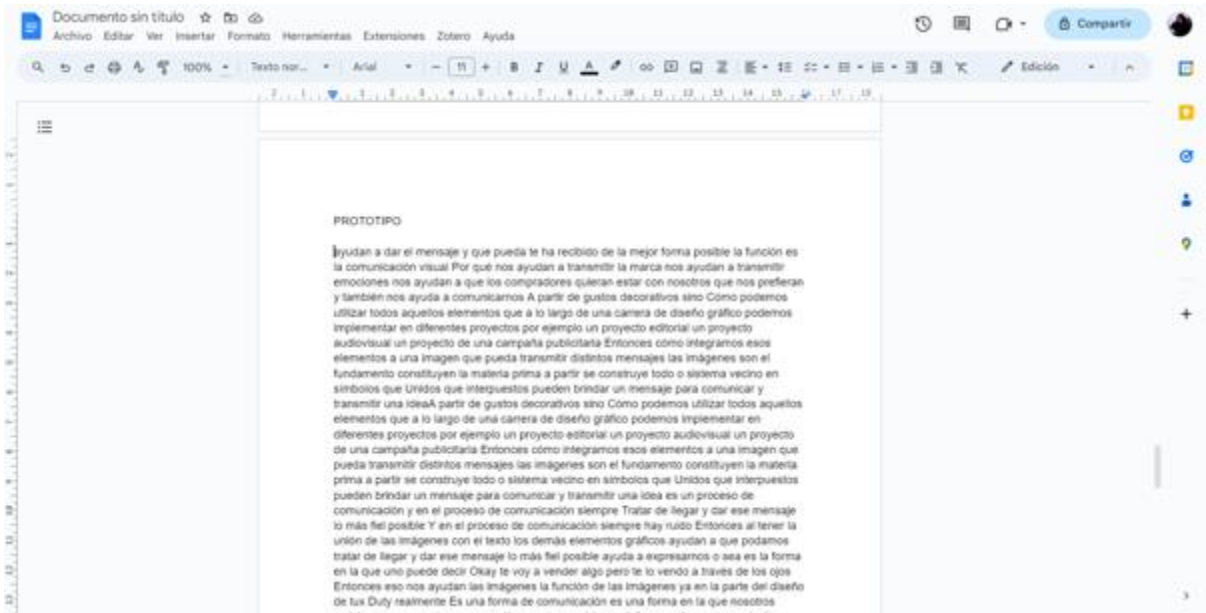 Documento sin título
Archivo Editar Ver Insertar Formato Herramientas Extensiones Zotero Ayuda
Compartir
100% Texto nor... Arial 11 Edición
PROTOTIPO
ayudan a dar el mensaje y que pueda te ha recibido de la mejor forma posible la función es
la comunicación visual Por qué nos ayudan a transmitir la marca nos ayudan a transmitir
emociones nos ayudan a que los compradores quieran estar con nosotros que nos prefieran
y también nos ayuda a comunicarnos A partir de gustos decorativos sino Cómo podemos
utilizar todos aquellos elementos que a lo largo de una carrera de diseño gráfico podemos
implementar en diferentes proyectos por ejemplo un proyecto editorial un proyecto
audiovisual un proyecto de una campaña publicitaria Entonces cómo integramos esos
elementos a una imagen que pueda transmitir distintos mensajes las imágenes son el
fundamento constituyen la materia prima a partir se construye todo o sistema vecino en
símbolos que Unidos que interpuestos pueden brindar un mensaje para comunicar y
transmitir una ideaA partir de gustos decorativos sino Cómo podemos utilizar todos aquellos
elementos que a lo largo de una carrera de diseño gráfico podemos implementar en
diferentes proyectos por ejemplo un proyecto editorial un proyecto audiovisual un proyecto
de una campaña publicitaria Entonces cómo integramos esos elementos a una imagen que
pueda transmitir distintos mensajes las imágenes son el fundamento constituyen la materia
prima a partir se construye todo o sistema vecino en símbolos que Unidos que interpuestos
pueden brindar un mensaje para comunicar y transmitir una idea es un proceso de
comunicación y en el proceso de comunicación siempre Tratar de llegar y dar ese mensaje
lo más fiel posible Y en el proceso de comunicación siempre hay ruido Entonces al tener la
unión de las imágenes con el texto los demás elementos gráficos ayudan a que podamos
tratar de llegar y dar ese mensaje lo más fiel posible ayuda a expresarnos o sea es la forma
en la que uno puede decir Okay te voy a vender algo pero te lo vendo a través de los ojos
Entonces eso nos ayudan las imágenes la función de las imágenes ya en la parte del diseño
de tux Duty realmente Es una forma de comunicación es una forma en la que nosotros